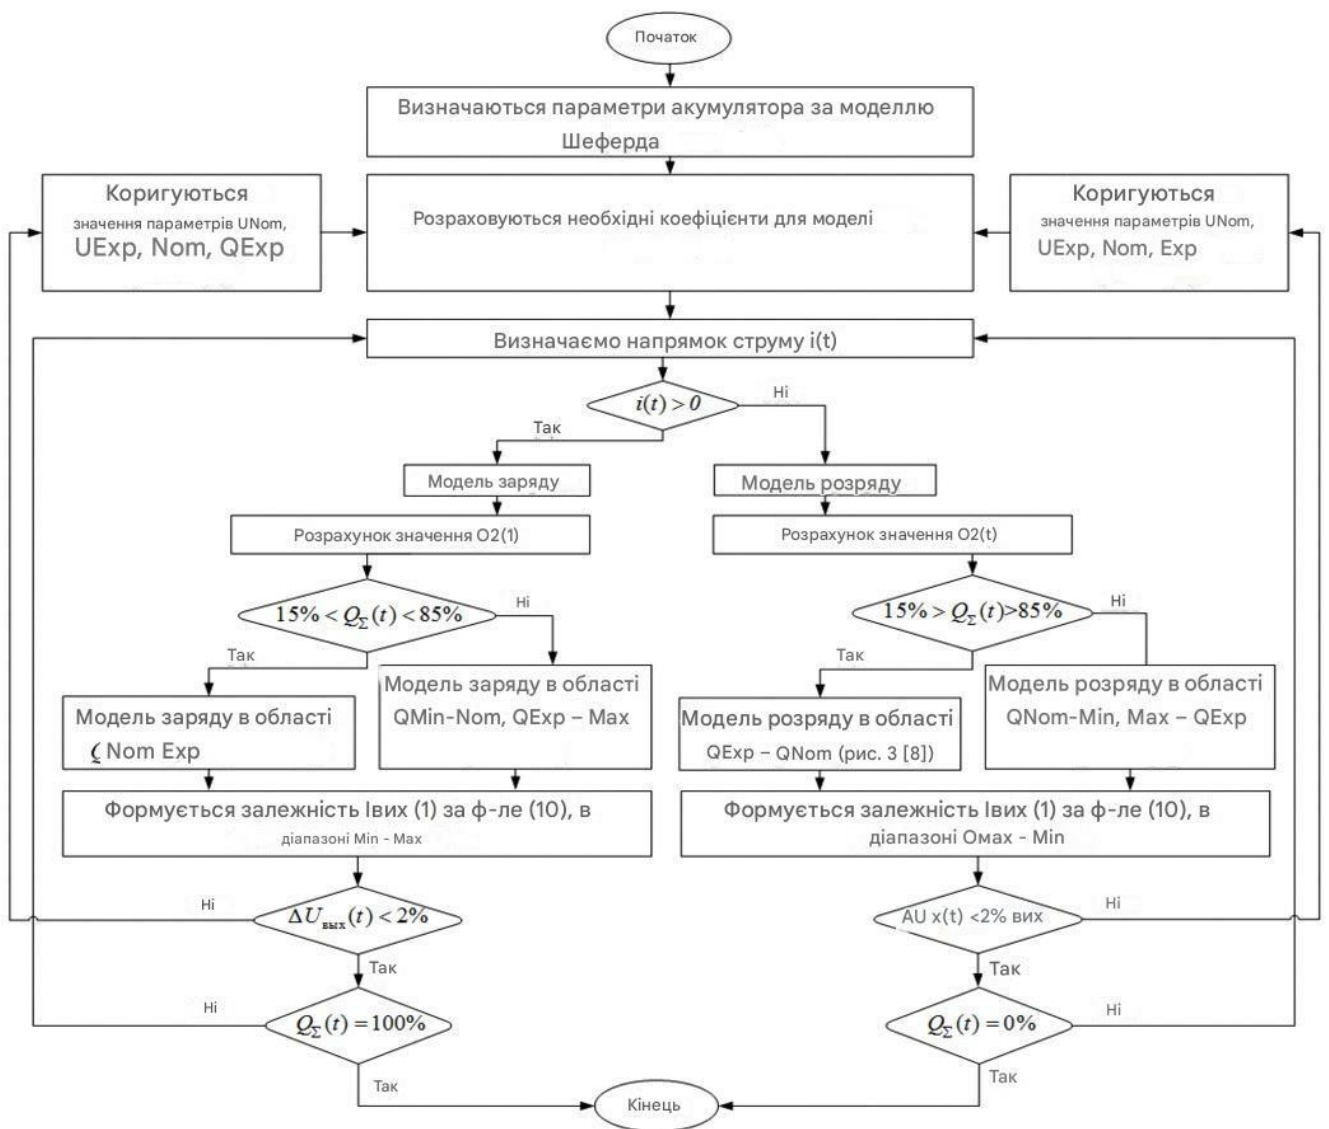 Початок
Визначаються параметри акумулятора за моделлю
Шеферда
Коригуються
значення параметрів UNom,
UExp, Nom, QExp
Розраховуються необхідні коефіцієнти для моделі
Коригуються
значення параметрів UNom,
UExp, Nom, Exp
Визначаємо напрямок струму i(t)
i(t) > 0
Ні
Так
Модель заряду
Модель розряду
Розрахунок значення O2(1)
Розрахунок значення O2(t)
15% < Q_Σ(t) < 85%
Ні
15% > Q_Σ(t) >85%
Ні
Так
Так
Модель заряду в області
QMin-Nom, QExp – Max
Модель розряду в області
QNom-Min, Max – QExp
Модель заряду в області
Nom Exp
Модель розряду в області
QExp – QNom (рис. 3 [8])
Формується залежність Iвих (1) за ф-ле (10), в
діапазоні Min - Max
Формується залежність Iвих (1) за ф-ле (10), в
діапазоні Омах - Min
Ні
ΔU_вых(t) < 2%
AU x(t) <2% вих
Ні
Так
Так
Ні
Q_Σ(t) = 100%
Q_Σ(t) = 0%
Ні
Так
Так
Кінець